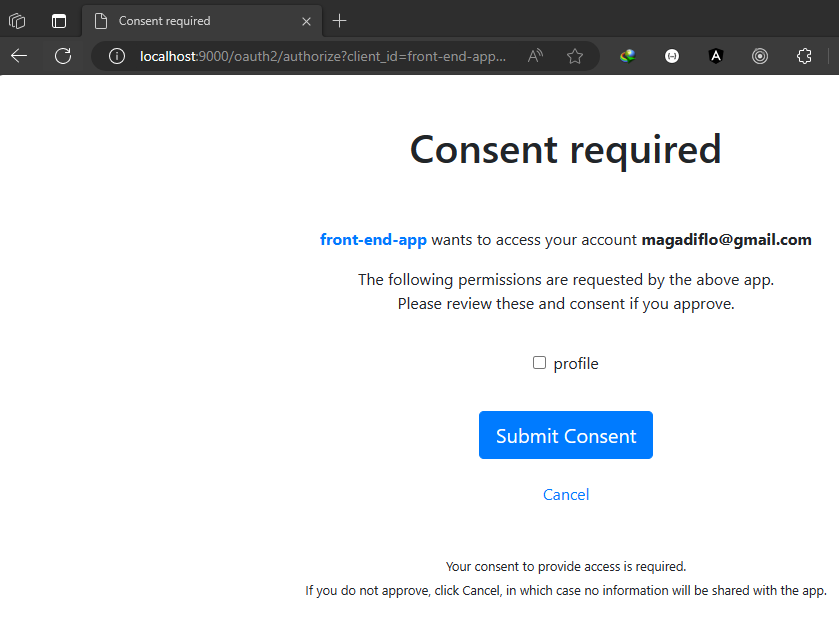 Consent required
localhost:9000/oauth2/authorize?client_id=front-end-app...
Consent required
front-end-app wants to access your account magadiflo@gmail.com
The following permissions are requested by the above app.
Please review these and consent if you approve.
profile
Submit Consent
Cancel
Your consent to provide access is required.
If you do not approve, click Cancel, in which case no information will be shared with the app.